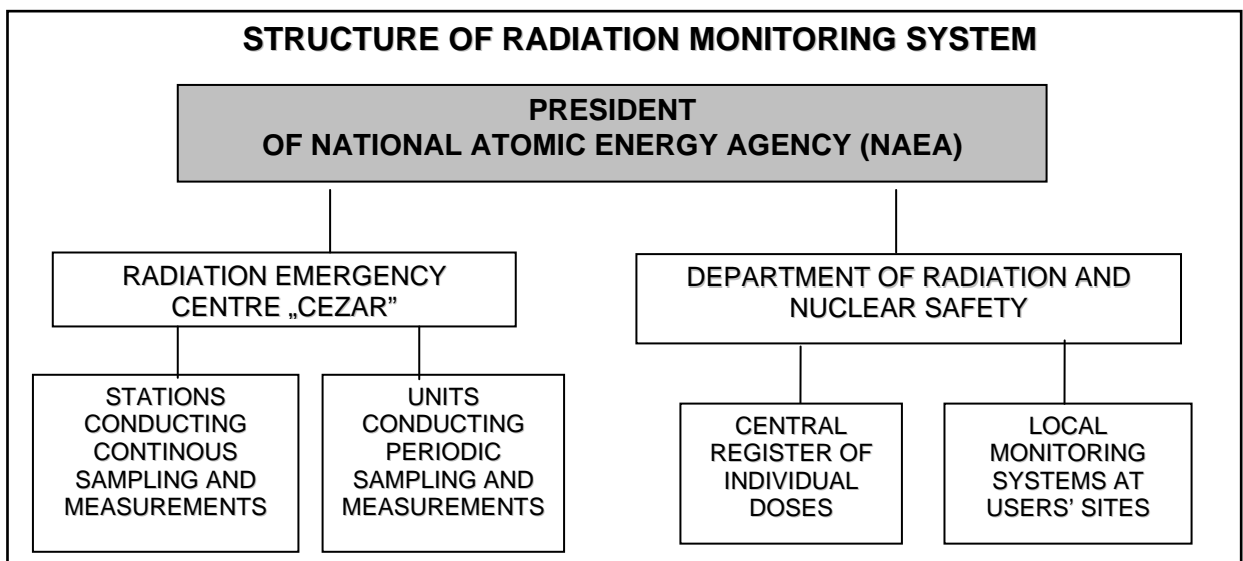 STRUCTURE OF RADIATION MONITORING SYSTEM
PRESIDENT
OF NATIONAL ATOMIC ENERGY AGENCY (NAEA)
RADIATION EMERGENCY
CENTRE „CEZAR”
DEPARTMENT OF RADIATION AND
NUCLEAR SAFETY
STATIONS
CONDUCTING
CONTINOUS
SAMPLING AND
MEASUREMENTS
UNITS
CONDUCTING
PERIODIC
SAMPLING AND
MEASUREMENTS
CENTRAL
REGISTER OF
INDIVIDUAL
DOSES
LOCAL
MONITORING
SYSTEMS AT
USERS’ SITES